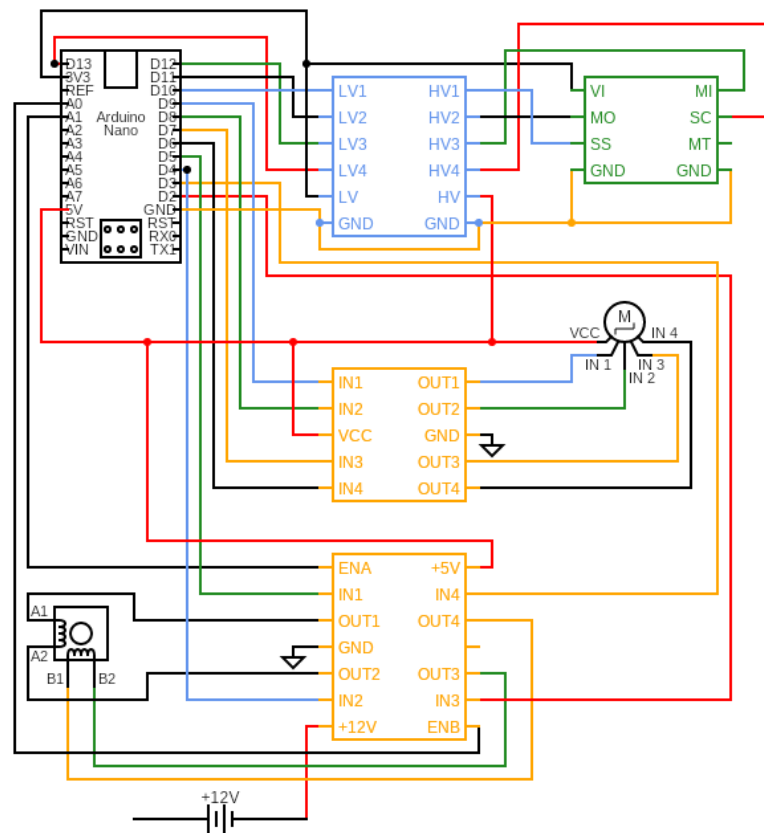 D13
3V3
REF
A0
A1
A2
A3
A4
A5
A6
A7
5V
RST
GND
VIN
Arduino
Nano
D12
D11
D10
D9
D8
D7
D6
D5
D4
D3
D2
GND
RST
RX0
TX1
LV1
LV2
LV3
LV4
LV
GND
HV1
HV2
HV3
HV4
HV
GND
VI
MO
SS
GND
MI
SC
MT
GND
M
VCC
IN 1
IN 2
IN 3
IN 4
IN1
IN2
VCC
IN3
IN4
OUT1
OUT2
GND
OUT3
OUT4
ENA
IN1
OUT1
GND
OUT2
IN2
+12V
+5V
IN4
OUT4
OUT3
IN3
ENB
A1
A2
B1
B2
+12V